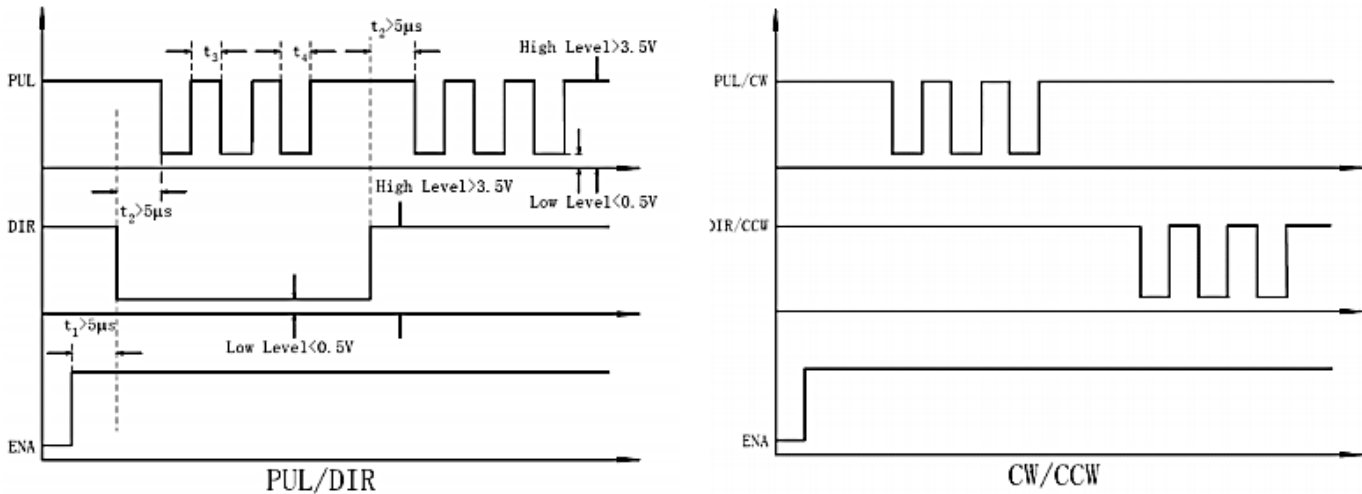 t₂>5μs
High Level>3.5V
t₃
t₄
PUL
High Level>3.5V
Low Level<0.5V
t₂>5μs
DIR
t₁>5μs
Low Level<0.5V
ENA
PUL/DIR
PUL/CW
DIR/CCW
ENA
CW/CCW